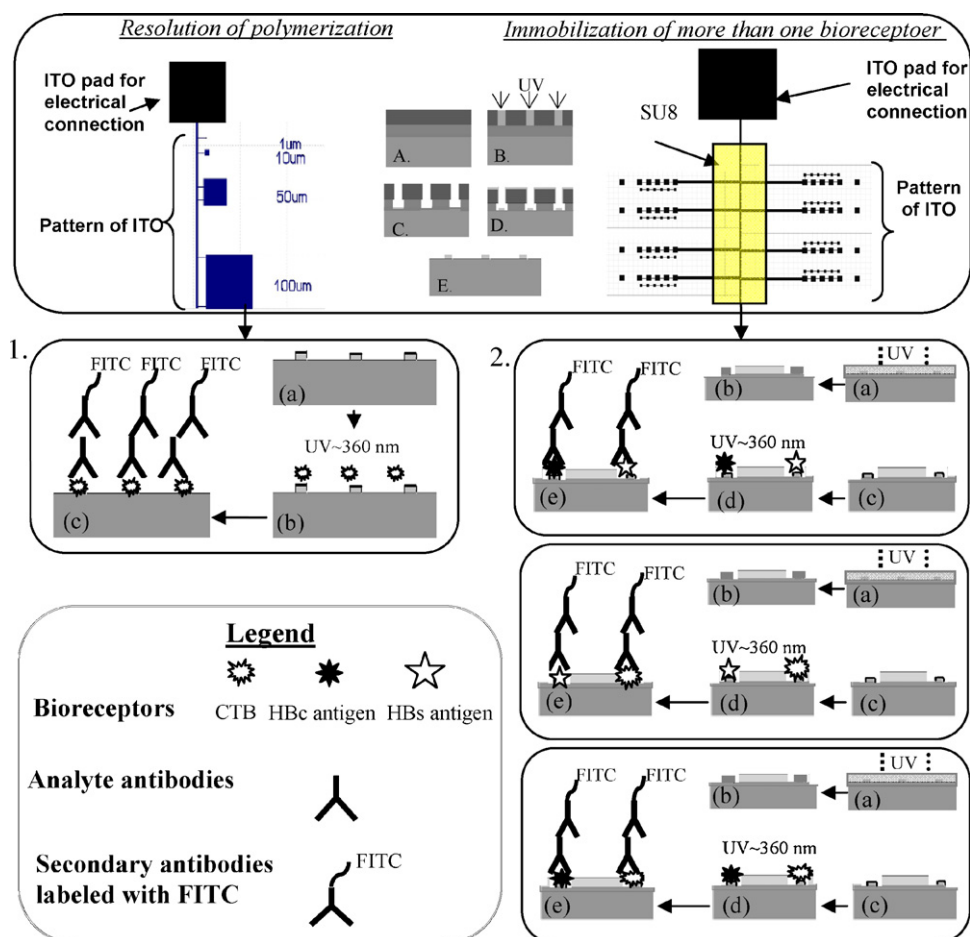 Resolution of polymerization
Immobilization of more than one bioreceptoer
ITO pad for
electrical
connection
1um
10um
50um
100um
Pattern of ITO
UV
A.
B.
C.
D.
E.
SU8
ITO pad for
electrical
connection
Pattern
of ITO
1.
FITC
FITC
FITC
(a)
UV~360 nm
(c)
(b)
2.
FITC
FITC
UV
(b)
(a)
UV~360 nm
(e)
(d)
(c)
FITC
FITC
UV
(b)
(a)
UV~360 nm
(e)
(d)
(c)
FITC
FITC
UV
(b)
(a)
UV~360 nm
(e)
(d)
(c)
Legend
Bioreceptors
CTB HBc antigen HBs antigen
Analyte antibodies
Secondary antibodies
labeled with FITC
FITC